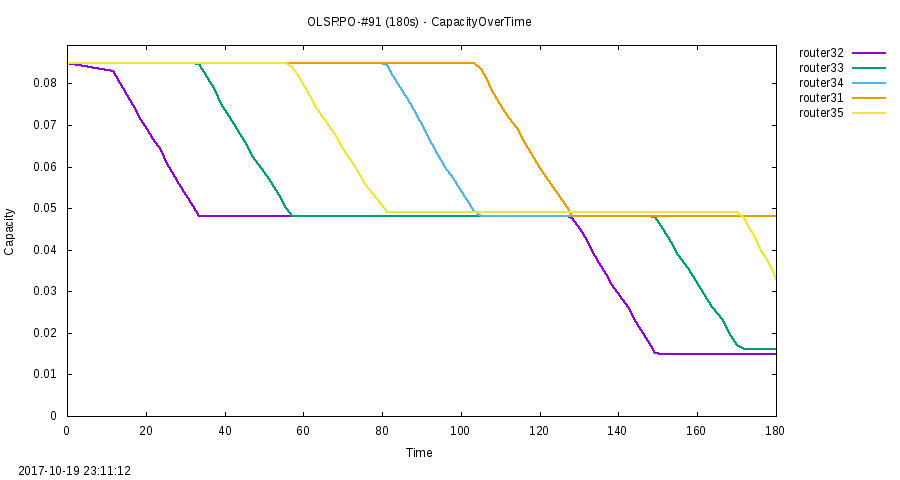 OLSRPO-#91 (180s) - CapacityOverTime
router32
router33
router34
router31
router35
0.08
0.07
0.06
0.05
0.04
0.03
0.02
0.01
0
Capacity
0 20 40 60 80 100 120 140 160 180
Time
2017-10-19 23:11:12